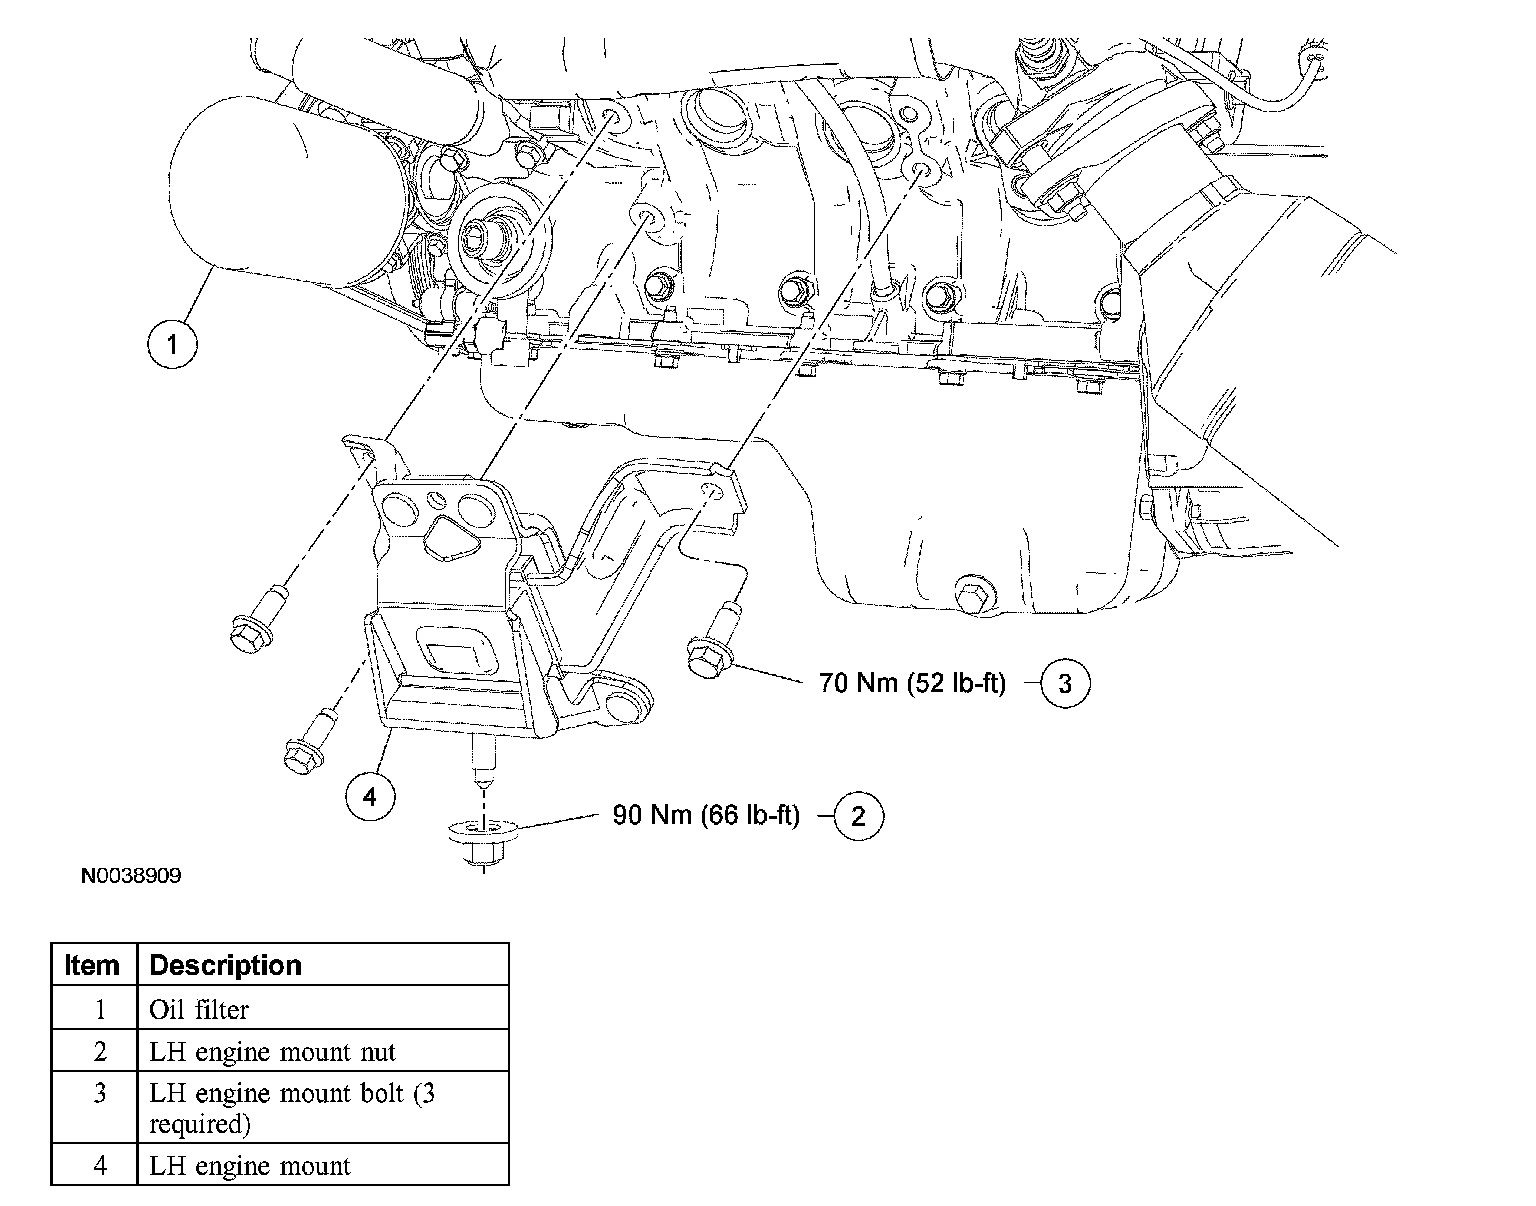 1
70 Nm (52 lb-ft) 3
4
90 Nm (66 lb-ft) 2
N0038909
Item Description
1 Oil filter
2 LH engine mount nut
3 LH engine mount bolt (3
required)
4 LH engine mount